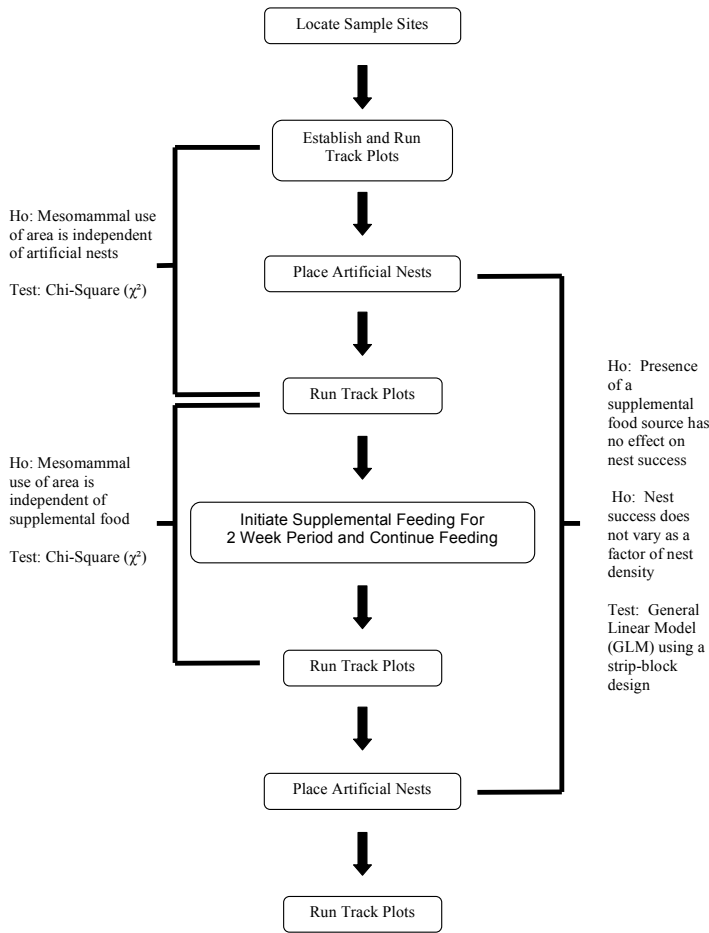 Locate Sample Sites
Establish and Run
Track Plots
Ho: Mesomammal use
of area is independent
of artificial nests
Test: Chi-Square (χ²)
Place Artificial Nests
Run Track Plots
Ho: Mesomammal
use of area is
independent of
supplemental food
Test: Chi-Square (χ²)
Initiate Supplemental Feeding For
2 Week Period and Continue Feeding
Ho: Presence
of a
supplemental
food source has
no effect on
nest success
Ho: Nest
success does
not vary as a
factor of nest
density
Test: General
Linear Model
(GLM) using a
strip-block
design
Run Track Plots
Place Artificial Nests
Run Track Plots